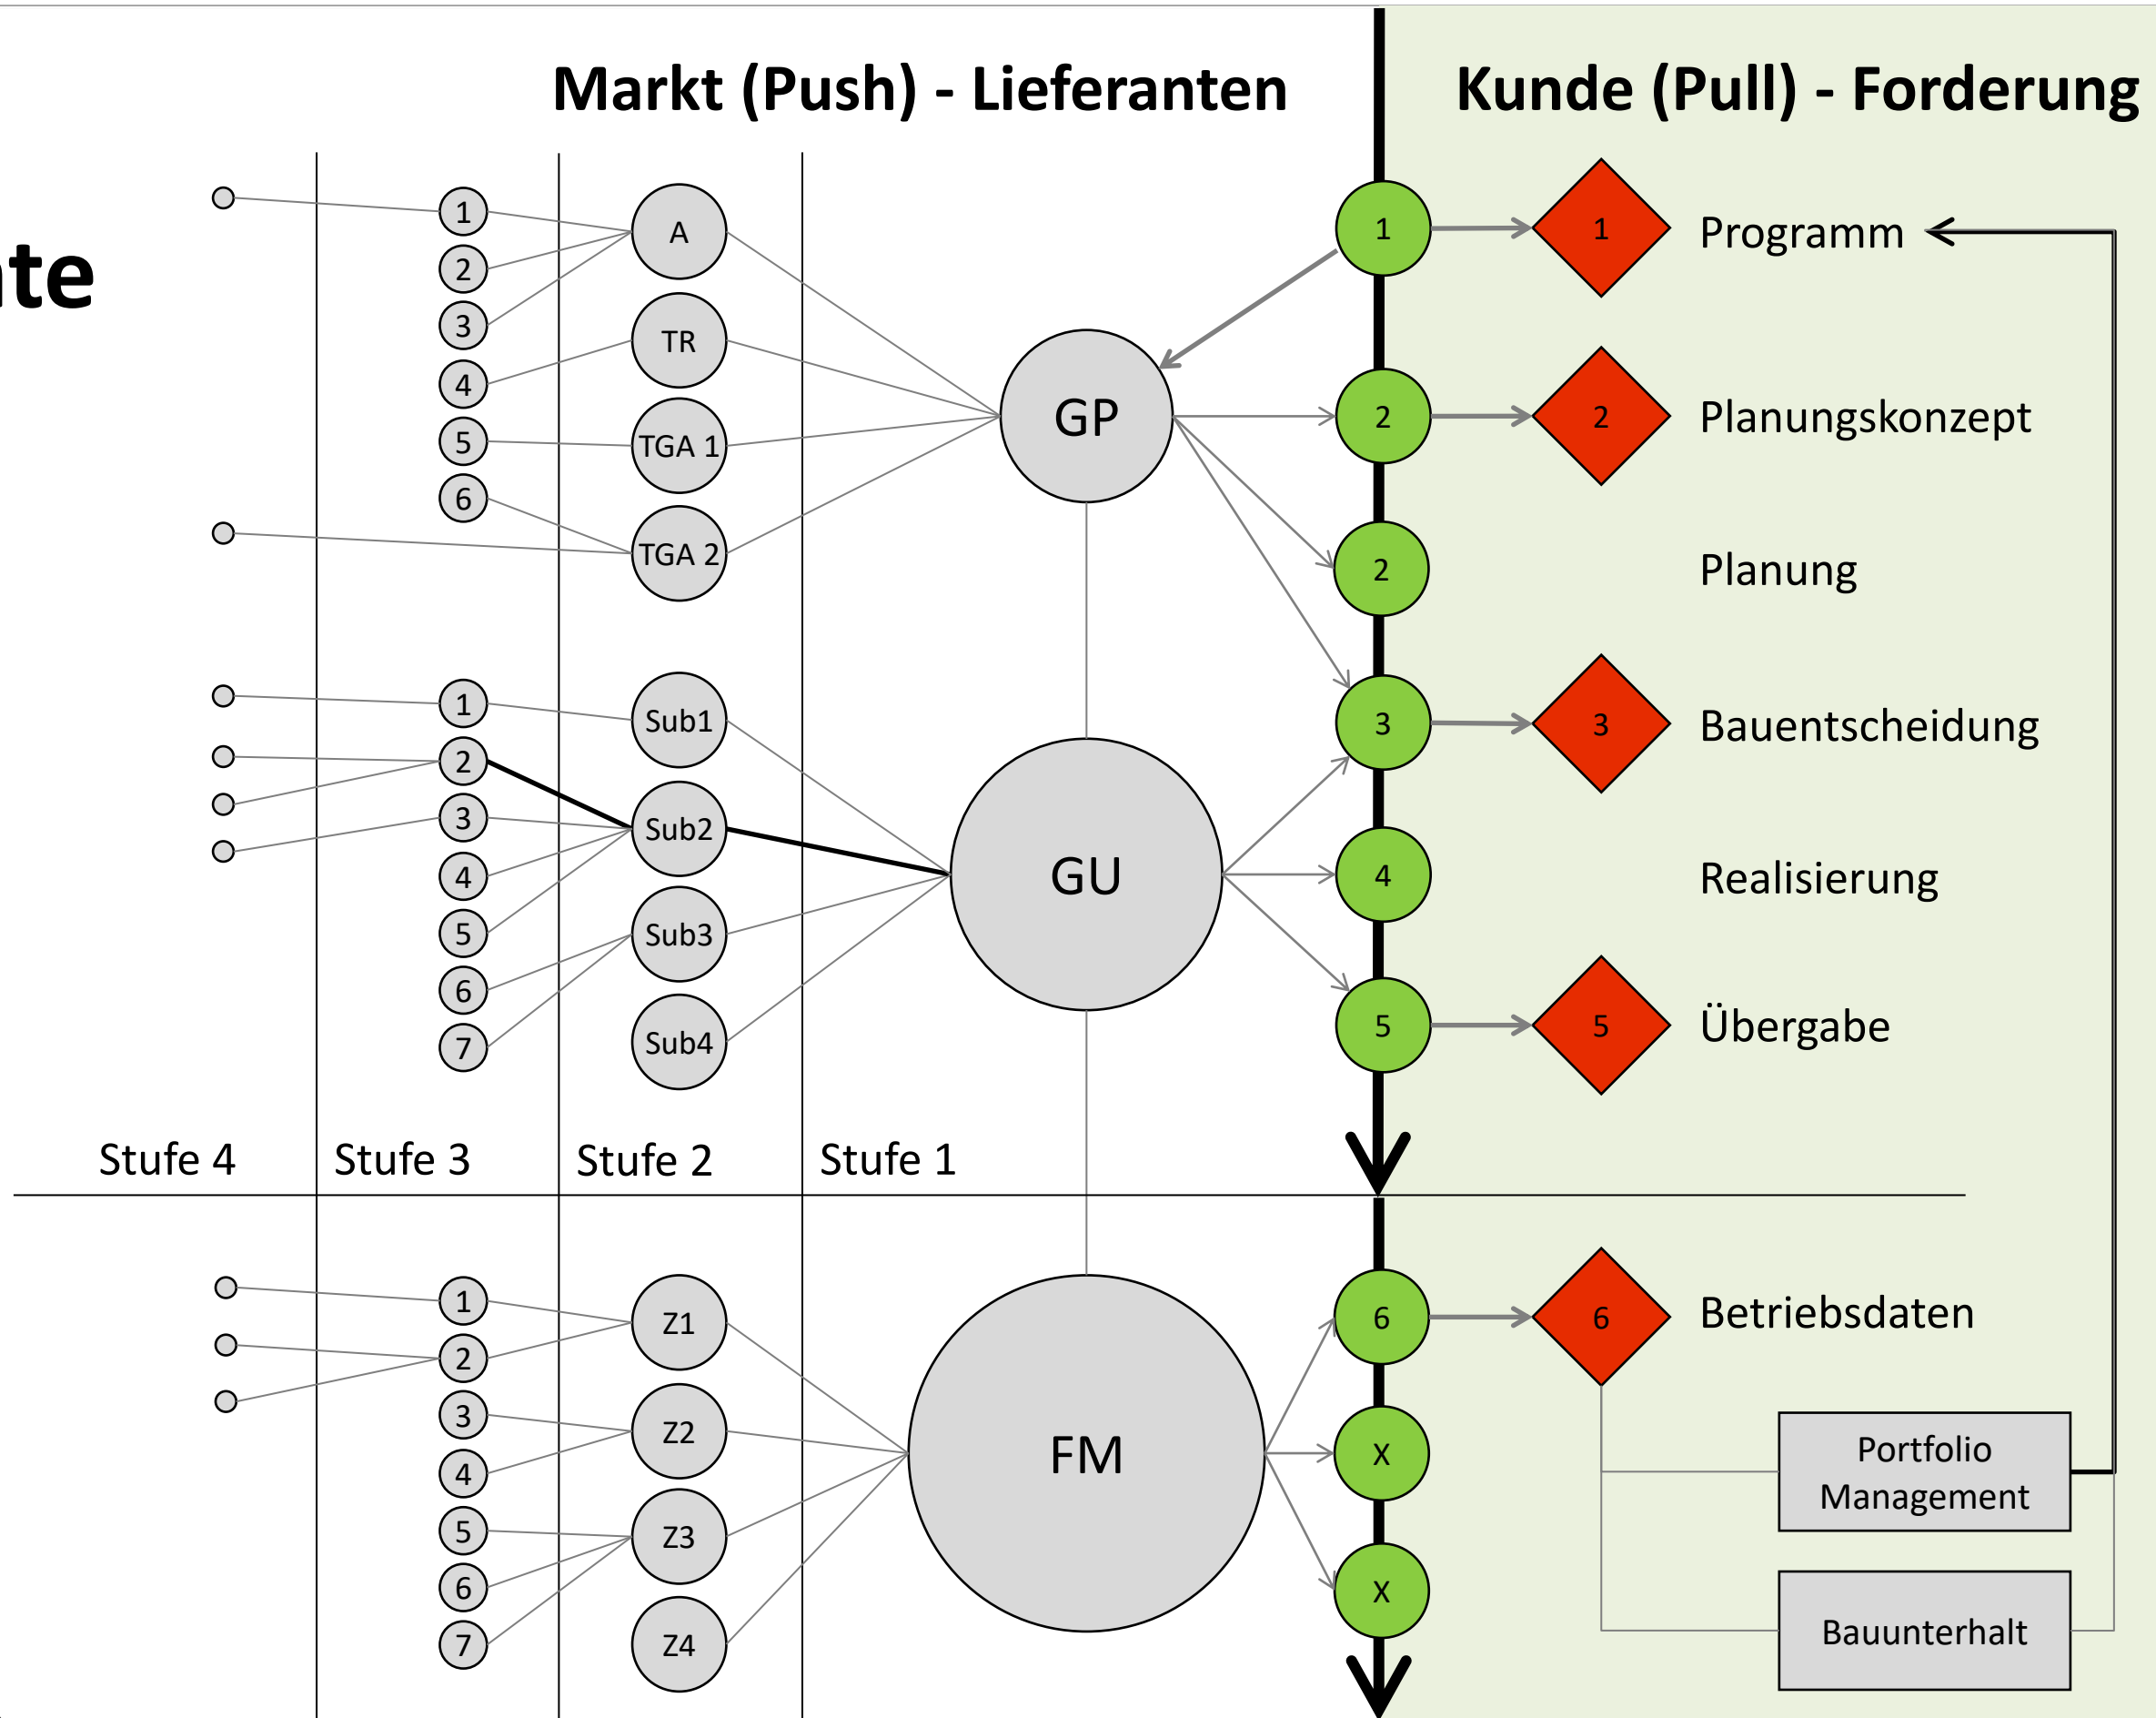 Markt (Push) - Lieferanten
Kunde (Pull) - Forderung
1
2
3
4
5
6
A
TR
TGA 1
TGA 2
GP
1
1
Programm
2
2
Planungskonzept
2
Planung
1
2
3
4
5
6
7
Sub1
Sub2
Sub3
Sub4
GU
3
3
Bauentscheidung
4
Realisierung
5
5
Übergabe
Stufe 4
Stufe 3
Stufe 2
Stufe 1
1
2
3
4
5
6
7
Z1
Z2
Z3
Z4
FM
6
6
Betriebsdaten
X
X
Portfolio
Management
Bauunterhalt